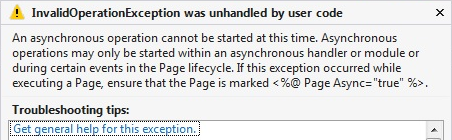 InvalidOperationException was unhandled by user code
An asynchronous operation cannot be started at this time. Asynchronous
operations may only be started within an asynchronous handler or module or
during certain events in the Page lifecycle. If this exception occurred while
executing a Page, ensure that the Page is marked <%@ Page Async="true" %>.
Troubleshooting tips:
Get general help for this exception.